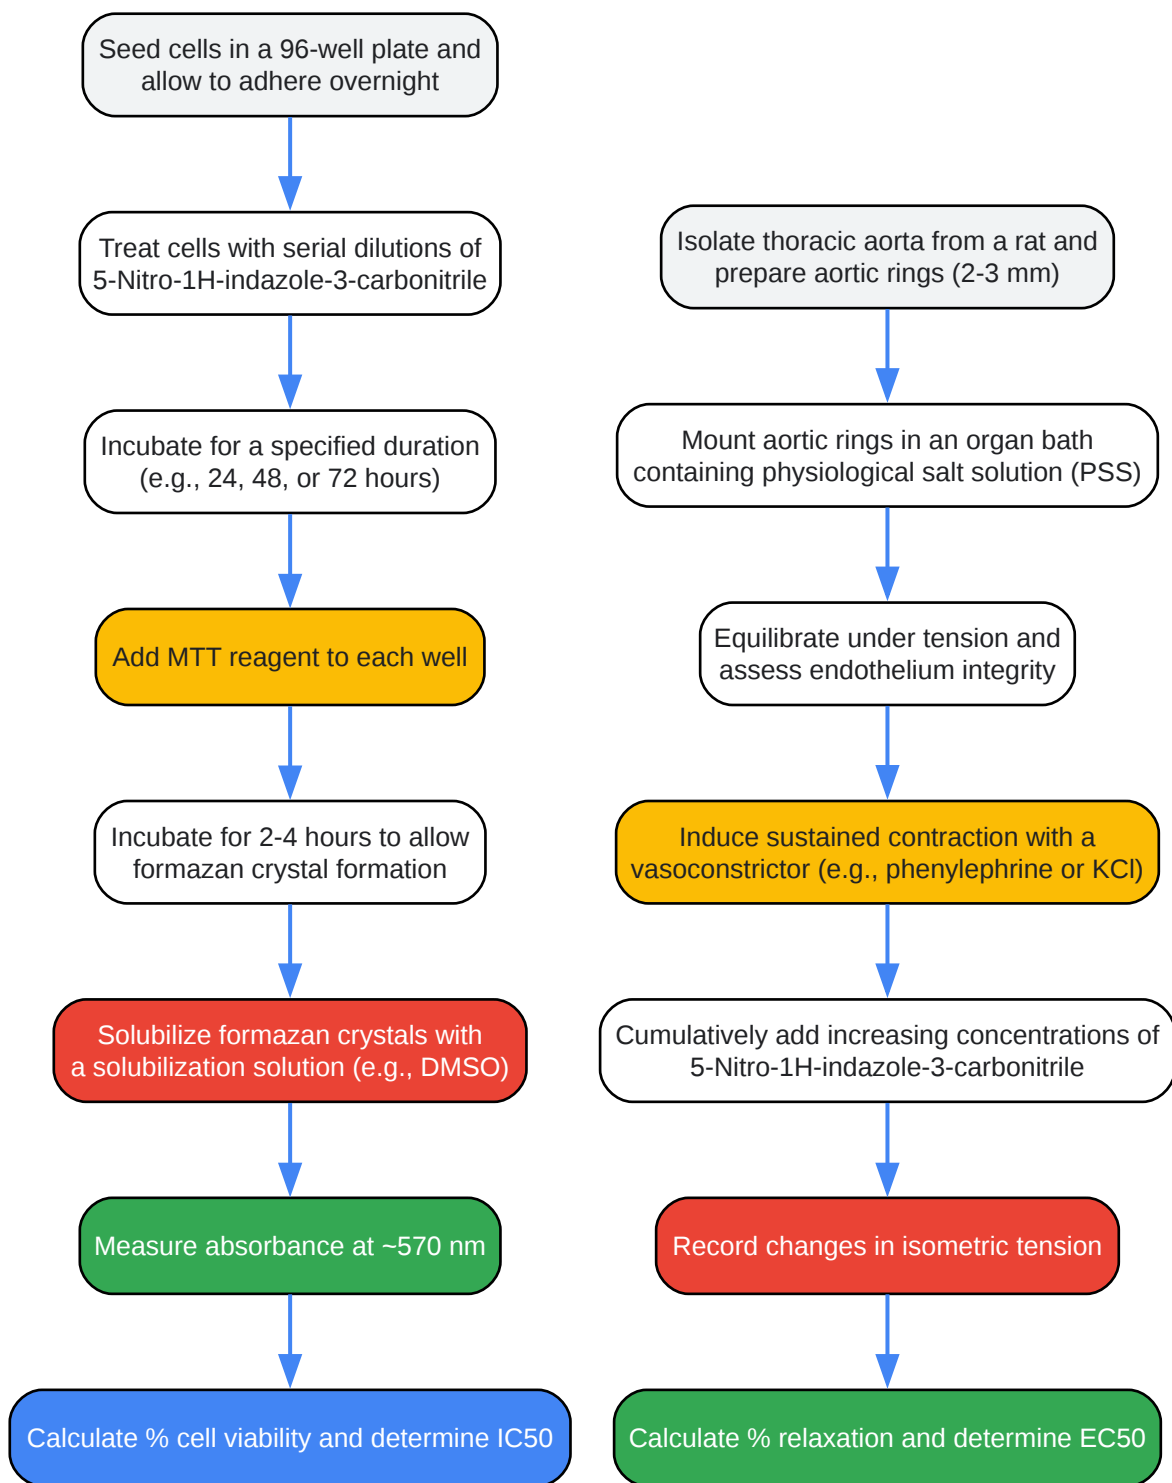 Seed cells in a 96-well plate and
allow to adhere overnight
Treat cells with serial dilutions of
5-Nitro-1H-indazole-3-carbonitrile
Incubate for a specified duration
(e.g., 24, 48, or 72 hours)
Add MTT reagent to each well
Incubate for 2-4 hours to allow
formazan crystal formation
Solubilize formazan crystals with
a solubilization solution (e.g., DMSO)
Measure absorbance at ~570 nm
Calculate % cell viability and determine IC50
Isolate thoracic aorta from a rat and
prepare aortic rings (2-3 mm)
Mount aortic rings in an organ bath
containing physiological salt solution (PSS)
Equilibrate under tension and
assess endothelium integrity
Induce sustained contraction with a
vasoconstrictor (e.g., phenylephrine or KCl)
Cumulatively add increasing concentrations of
5-Nitro-1H-indazole-3-carbonitrile
Record changes in isometric tension
Calculate % relaxation and determine EC50